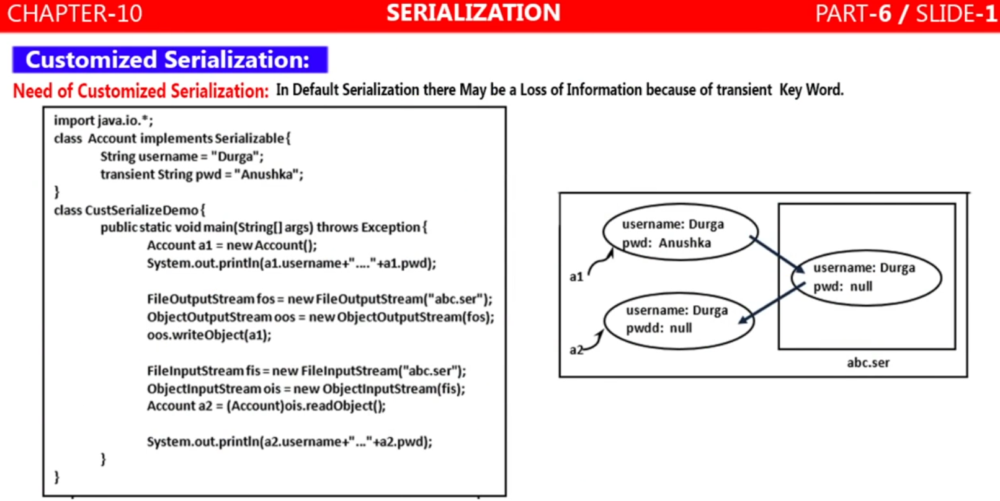 CHAPTER-10
SERIALIZATION
PART-6 / SLIDE-1
Customized Serialization:
Need of Customized Serialization: In Default Serialization there May be a Loss of Information because of transient Key Word.
import java.io.*;
class Account implements Serializable{
String username = "Durga";
transient String pwd = "Anushka";
}
class CustSerializeDemo{
public static void main(String[] args) throws Exception{
Account a1 = new Account();
System.out.println(a1.username+"...."+a1.pwd);
FileOutputStream fos = new FileOutputStream("abc.ser");
ObjectOutputStream oos = new ObjectOutputStream(fos);
oos.writeObject(a1);
FileInputStream fis = new FileInputStream("abc.ser");
ObjectInputStream ois = new ObjectInputStream(fis);
Account a2 = (Account)ois.readObject();
System.out.println(a2.username+"..."+a2.pwd);
}
}
username: Durga
pwd: Anushka
a1
username: Durga
pwd: null
username: Durga
pwdd: null
a2
abc.ser